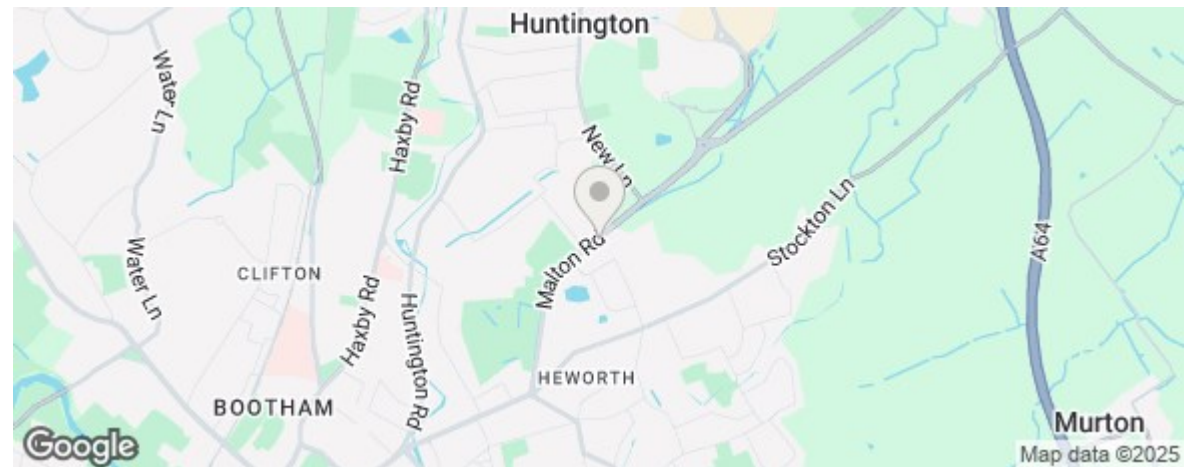 Huntington
Water Ln
Haxby Rd
New Ln
Stockton Ln
A64
Malton Rd
Water Ln
CLIFTON
Haxby Rd
Huntington Rd
HEWORTH
BOOTHAM
Murton
Google
Map data ©2025